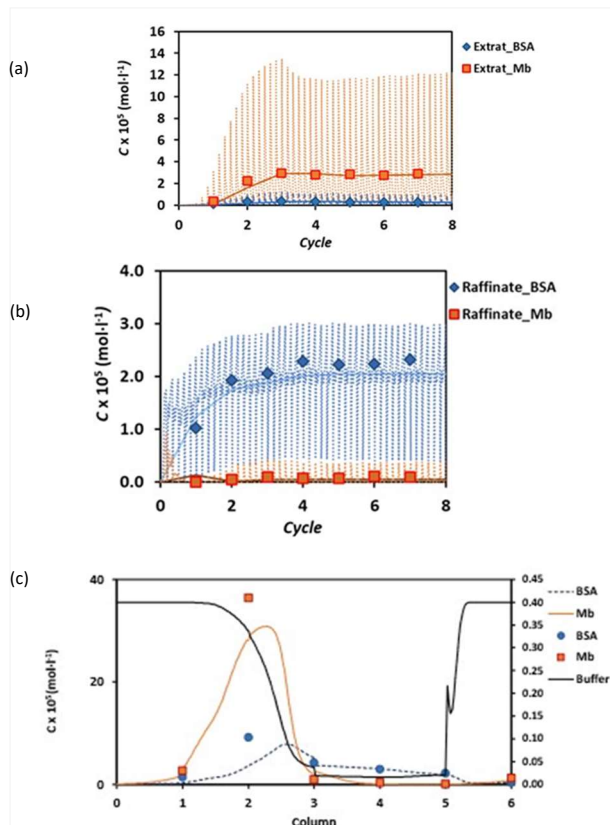 (a)
16
14
12
10
8
6
4
2
0
C x 10⁵ (mol·l⁻¹)
0 2 4 6 8
Cycle
Extrat_BSA
Extrat_Mb
(b)
4.0
3.0
2.0
1.0
0.0
C x 10⁵ (mol·l⁻¹)
0 2 4 6 8
Cycle
Raffinate_BSA
Raffinate_Mb
(c)
40
20
0
C x 10⁵(mol·l⁻¹)
0 1 2 3 4 5 6
Column
0.45
0.40
0.35
0.30
0.25
0.20
0.15
0.10
0.05
0.00
BSA
Mb
BSA
Mb
Buffer